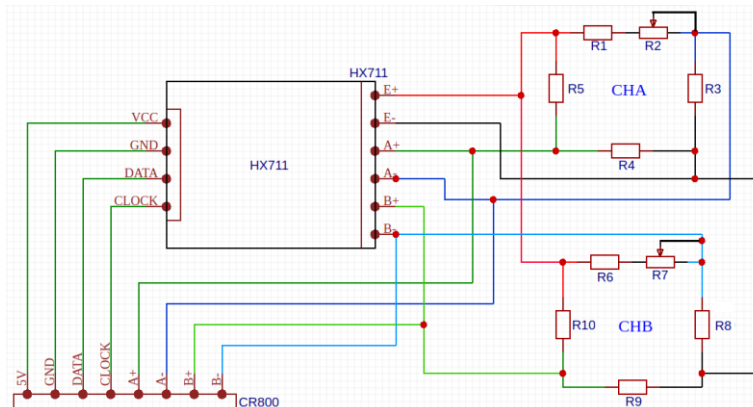 HX711
HX711
VCC
GND
DATA
CLOCK
E+
E-
A+
A-
B+
B-
R1
R2
R5
CHA
R3
R4
R6
R7
R10
CHB
R8
R9
5V
GND
DATA
CLOCK
A+
A-
B+
B-
CR800